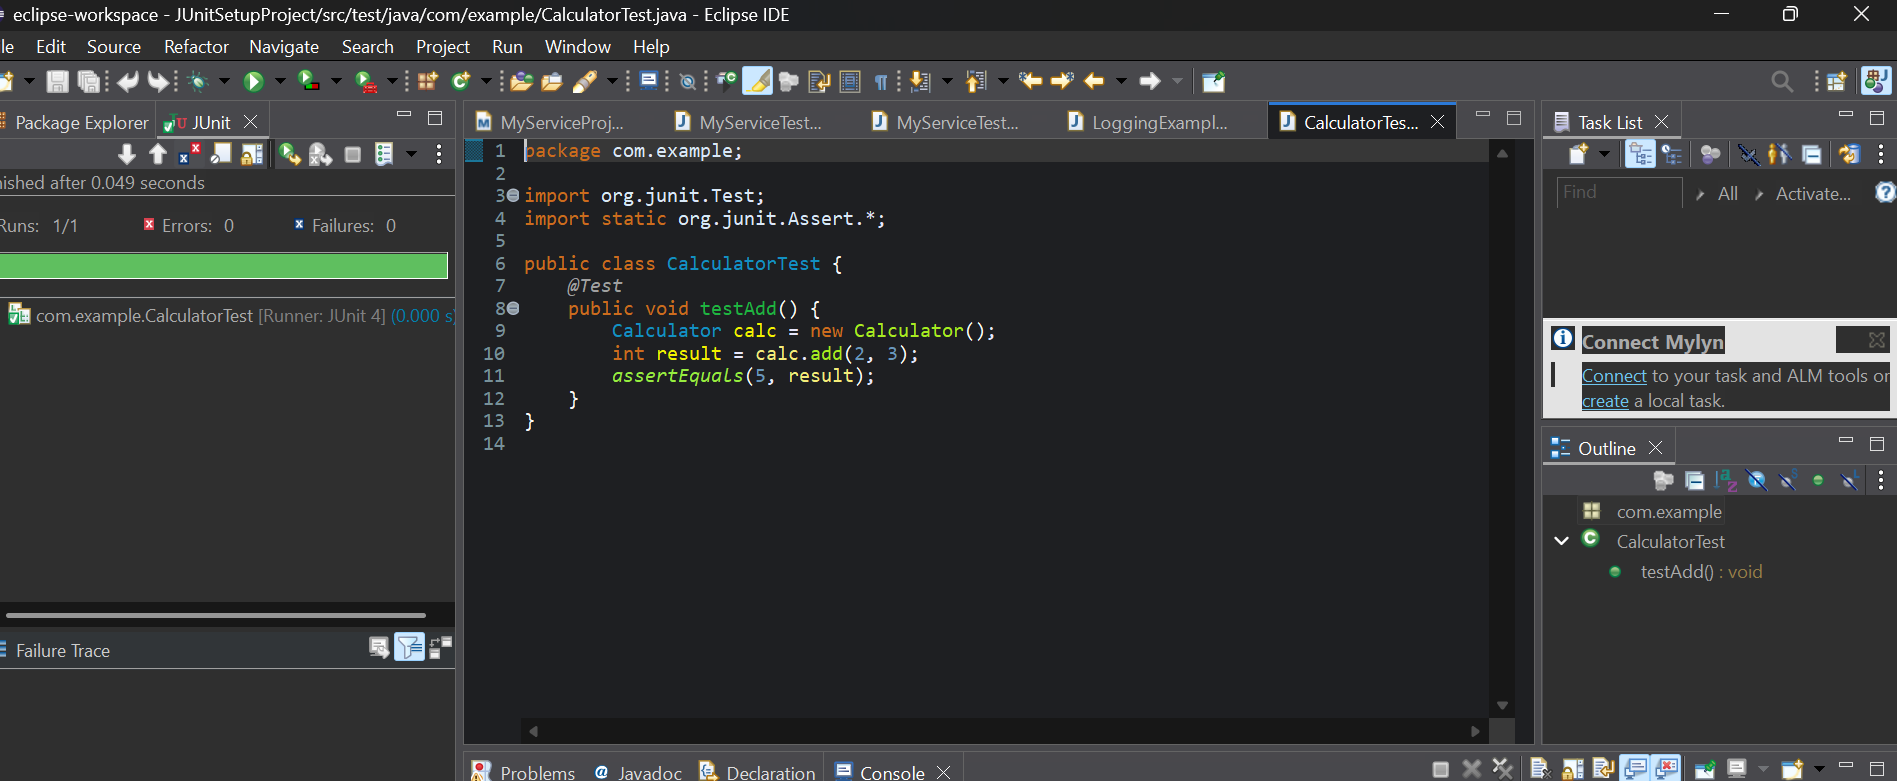 eclipse-workspace - JUnitSetupProject/src/test/java/com/example/CalculatorTest.java - Eclipse IDE
le Edit Source Refactor Navigate Search Project Run Window Help
Package Explorer JUnit
ished after 0.049 seconds
Runs: 1/1 Errors: 0 Failures: 0
com.example.CalculatorTest [Runner: JUnit 4] (0.000 s)
Failure Trace
MyServiceProj... MyServiceTest... MyServiceTest... LoggingExampl... CalculatorTes...
1 package com.example;
2
3 import org.junit.Test;
4 import static org.junit.Assert.*;
5
6 public class CalculatorTest {
7     @Test
8     public void testAdd() {
9         Calculator calc = new Calculator();
10         int result = calc.add(2, 3);
11         assertEquals(5, result);
12     }
13 }
14
Task List
Find All Activate...
Connect Mylyn
Connect to your task and ALM tools or
create a local task.
Outline
com.example
CalculatorTest
testAdd() : void
Problems Javadoc Declaration Console